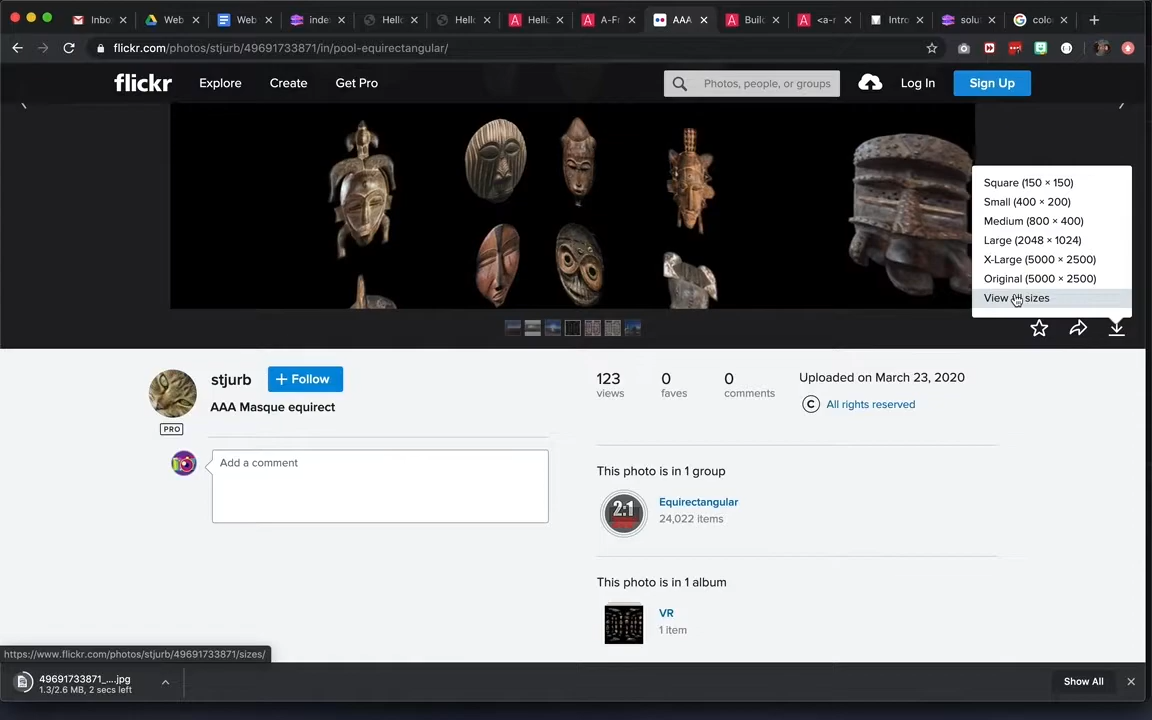 Inbo
Web
Web
inde
Hello
Hello
Hello
A-Fr
AAA
Buil
<a-r
Intro
solu
colo
flickr.com/photos/stjurb/49691733871/in/pool-equirectangular/
flickr
Explore
Create
Get Pro
Photos, people, or groups
Log In
Sign Up
Square (150 × 150)
Small (400 × 200)
Medium (800 × 400)
Large (2048 × 1024)
X-Large (5000 × 2500)
Original (5000 × 2500)
View all sizes
stjurb
+ Follow
AAA Masque equirect
PRO
Add a comment
123
views
0
faves
0
comments
Uploaded on March 23, 2020
All rights reserved
This photo is in 1 group
2:1
Equirectangular
24,022 items
This photo is in 1 album
VR
1 item
https://www.flickr.com/photos/stjurb/49691733871/sizes/
49691733871_....jpg
1.3/2.6 MB, 2 secs left
Show All